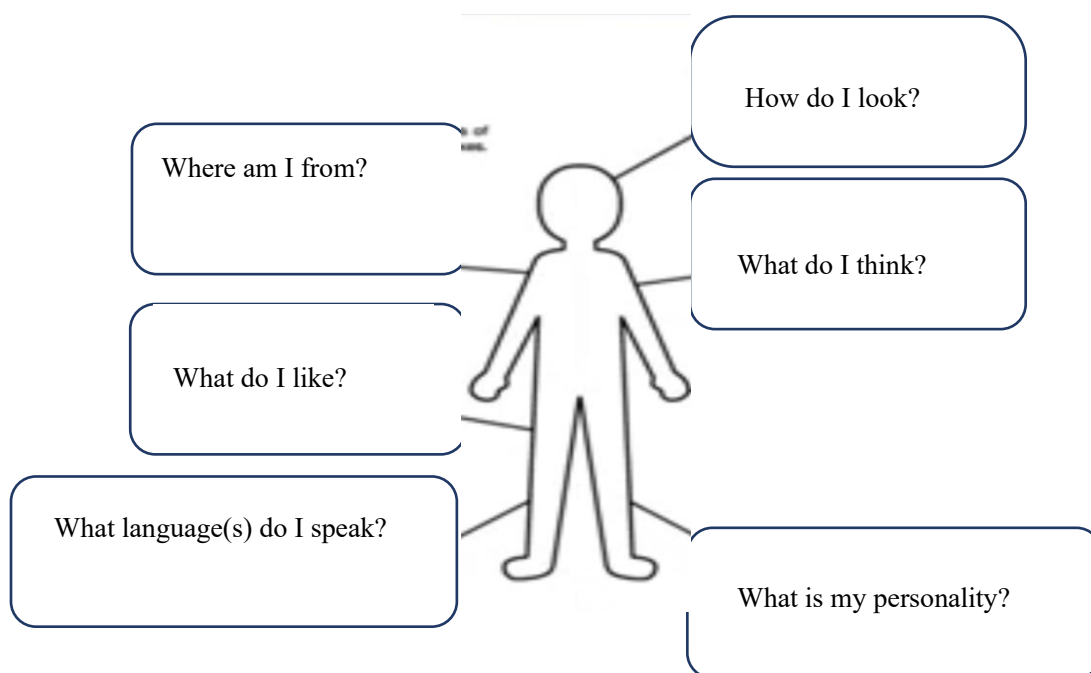 How do I look?
Where am I from?
What do I think?
What do I like?
What language(s) do I speak?
What is my personality?